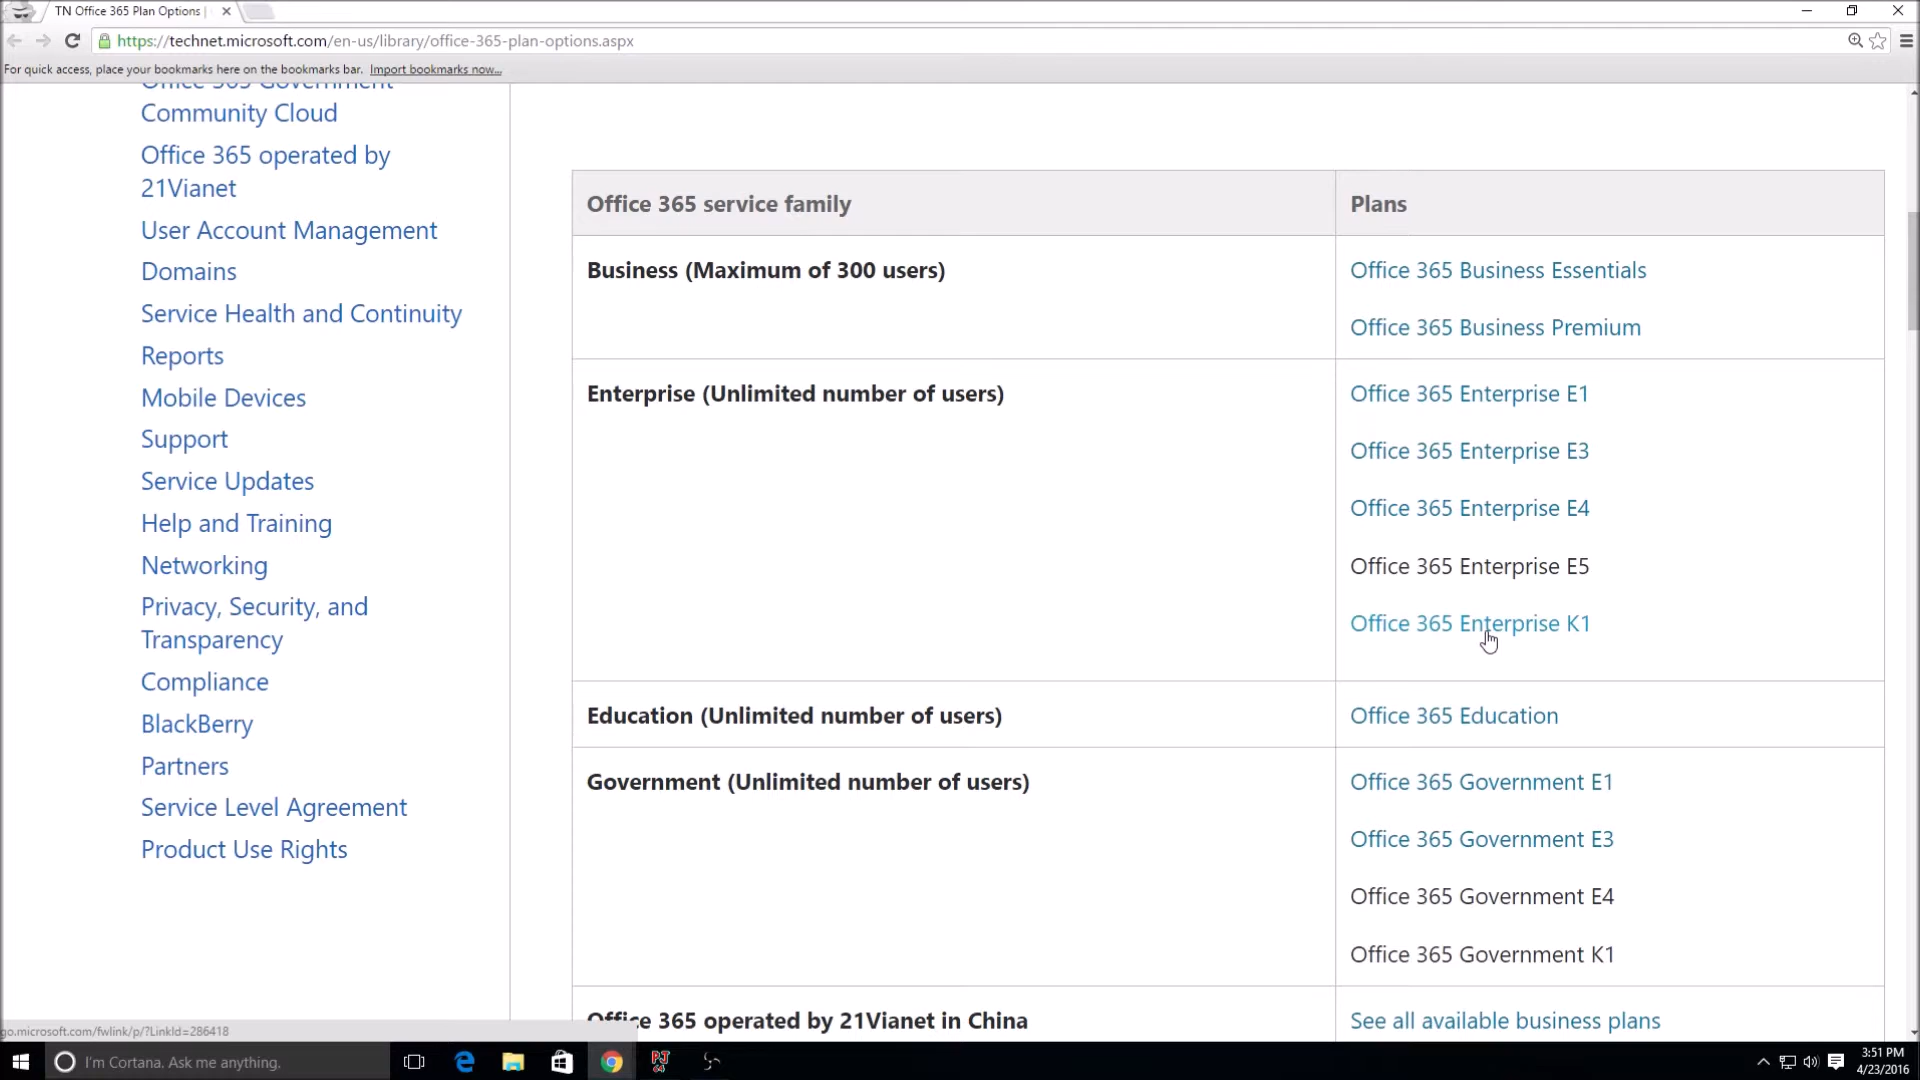 TN Office 365 Plan Options |
https://technet.microsoft.com/en-us/library/office-365-plan-options.aspx
For quick access, place your bookmarks here on the bookmarks bar. Import bookmarks now...
Office 365 Government
Community Cloud
Office 365 operated by
21Vianet
User Account Management
Domains
Service Health and Continuity
Reports
Mobile Devices
Support
Service Updates
Help and Training
Networking
Privacy, Security, and
Transparency
Compliance
BlackBerry
Partners
Service Level Agreement
Product Use Rights
Office 365 service family
Plans
Business (Maximum of 300 users)
Office 365 Business Essentials
Office 365 Business Premium
Enterprise (Unlimited number of users)
Office 365 Enterprise E1
Office 365 Enterprise E3
Office 365 Enterprise E4
Office 365 Enterprise E5
Office 365 Enterprise K1
Education (Unlimited number of users)
Office 365 Education
Government (Unlimited number of users)
Office 365 Government E1
Office 365 Government E3
Office 365 Government E4
Office 365 Government K1
Office 365 operated by 21Vianet in China
See all available business plans
go.microsoft.com/fwlink/p/?LinkId=286418
I'm Cortana. Ask me anything.
PJ
64
3:51 PM
4/23/2016